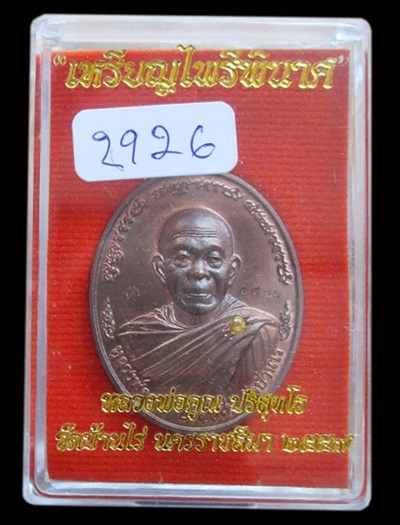 "เหรียญไพรีพินาศ"
2926
หลวงพ่อคูณ ปริสุทโธ
วัดบ้านไร่ นครราชสีมา ๒๕๕๗